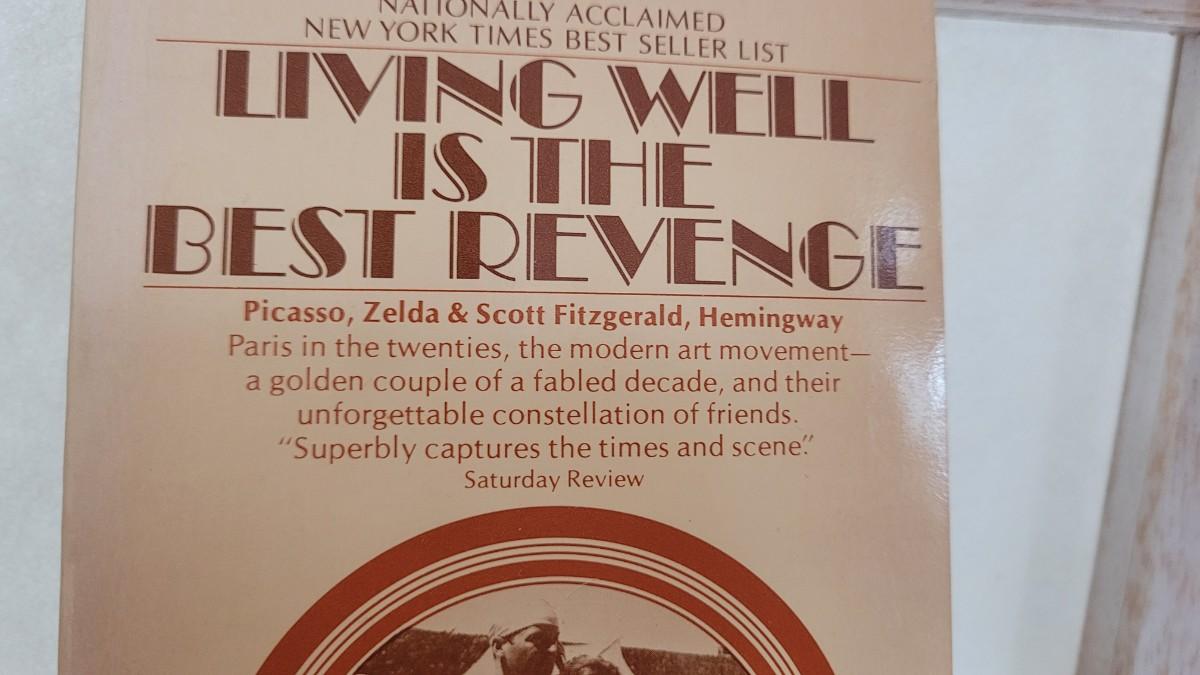 NATIONALLY ACCLAIMED
NEW YORK TIMES BEST SELLER LIST
LIVING WELL
IS THE
BEST REVENGE
Picasso, Zelda & Scott Fitzgerald, Hemingway
Paris in the twenties, the modern art movement—
a golden couple of a fabled decade, and their
unforgettable constellation of friends.
“Superbly captures the times and scene.”
Saturday Review